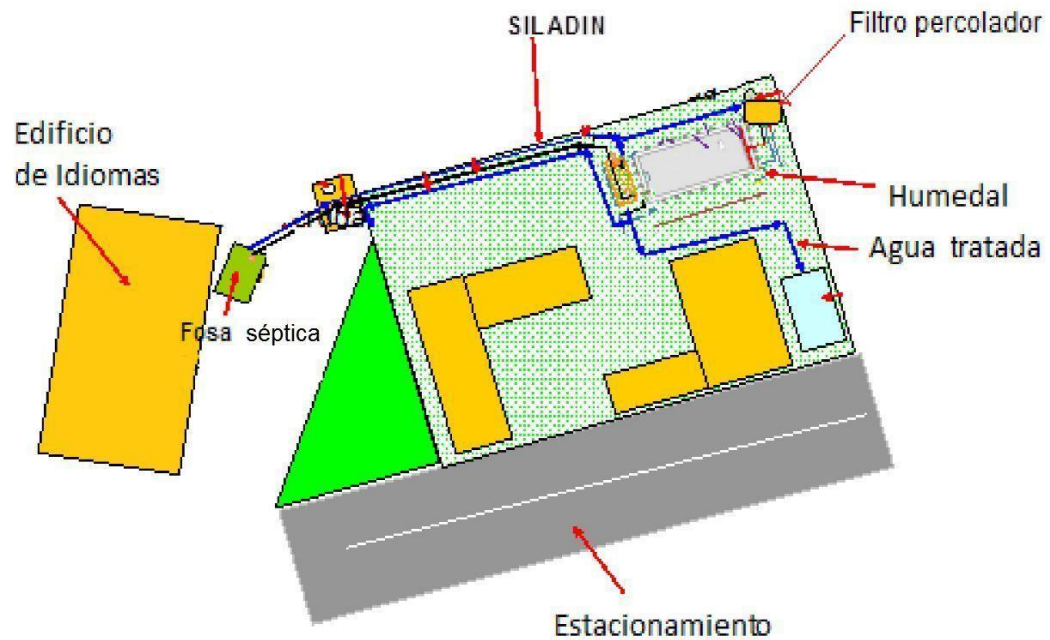 SILADIN
Filtro percolador
Edificio
de Idiomas
Humedal
Agua tratada
Fosa séptica
Estacionamiento